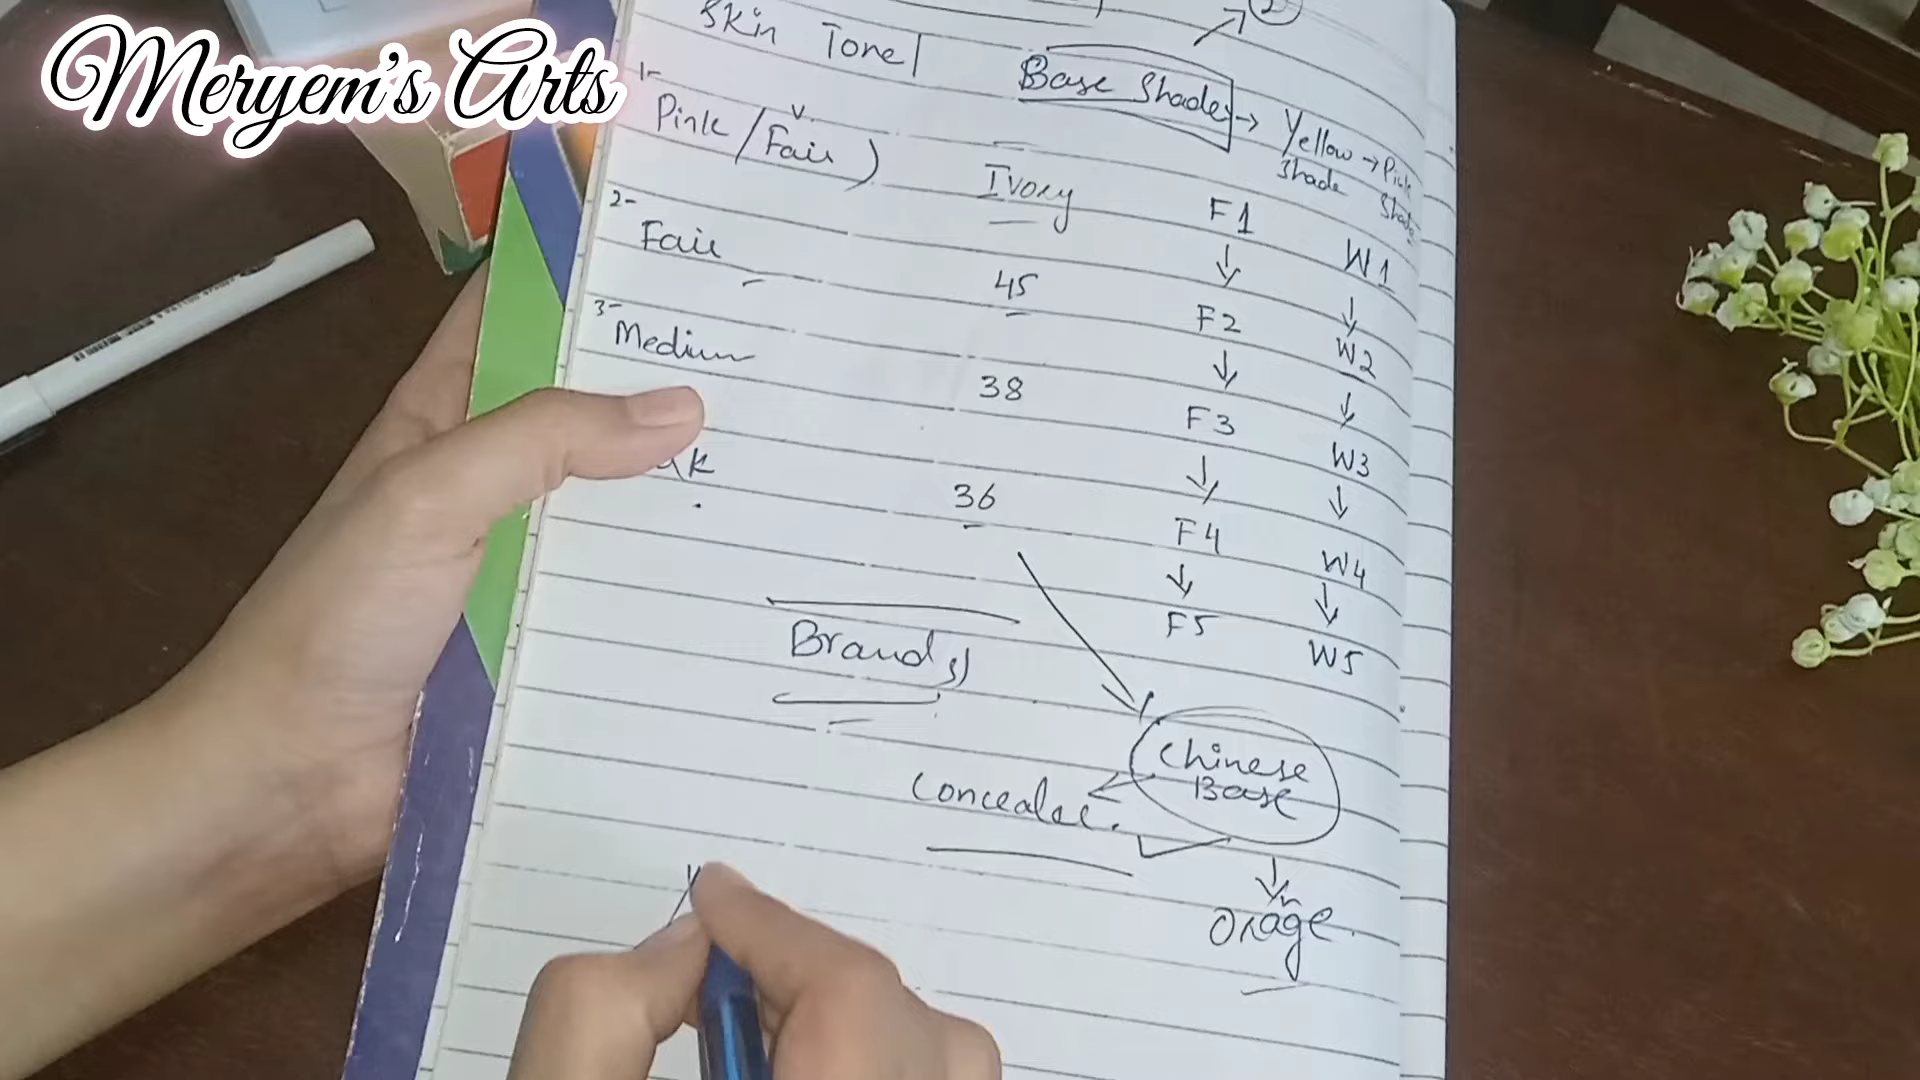 Meryem's Arts
2
Skin Tone
Base Shades → Yellow Shade → Pink Shade
1- Pink / (Fair) Ivory F1 W1
2- Fair 45 F2 W2
3- Medium 38 F3 W3
36 F4 W4
F5 W5
Brands
Chinese Base
Concealer.
Orage
n